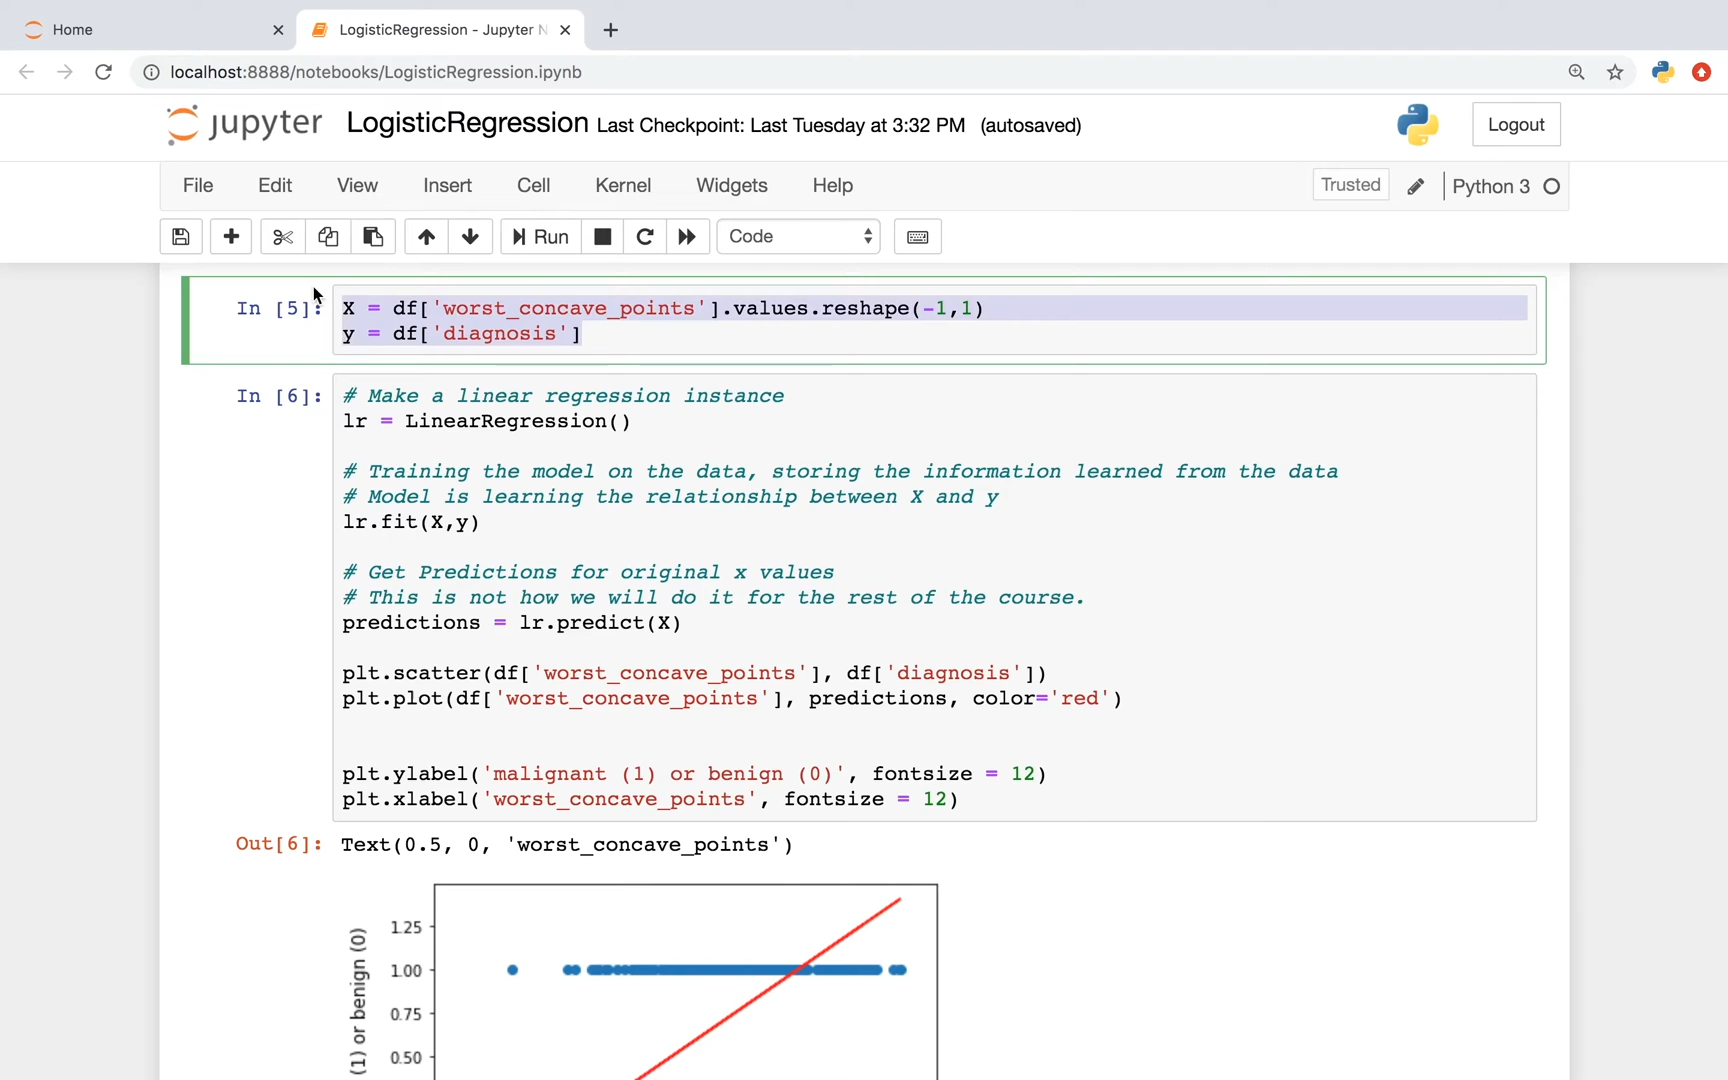 Home
LogisticRegression - Jupyter N
localhost:8888/notebooks/LogisticRegression.ipynb
jupyter LogisticRegression Last Checkpoint: Last Tuesday at 3:32 PM (autosaved)
Logout
File Edit View Insert Cell Kernel Widgets Help
Trusted Python 3
Run Code
In [5]: X = df['worst_concave_points'].values.reshape(-1,1)
y = df['diagnosis']
In [6]: # Make a linear regression instance
lr = LinearRegression()
# Training the model on the data, storing the information learned from the data
# Model is learning the relationship between X and y
lr.fit(X,y)
# Get Predictions for original x values
# This is not how we will do it for the rest of the course.
predictions = lr.predict(X)
plt.scatter(df['worst_concave_points'], df['diagnosis'])
plt.plot(df['worst_concave_points'], predictions, color='red')
plt.ylabel('malignant (1) or benign (0)', fontsize = 12)
plt.xlabel('worst_concave_points', fontsize = 12)
Out[6]: Text(0.5, 0, 'worst_concave_points')
1.25
1.00
0.75
0.50
(1) or benign (0)